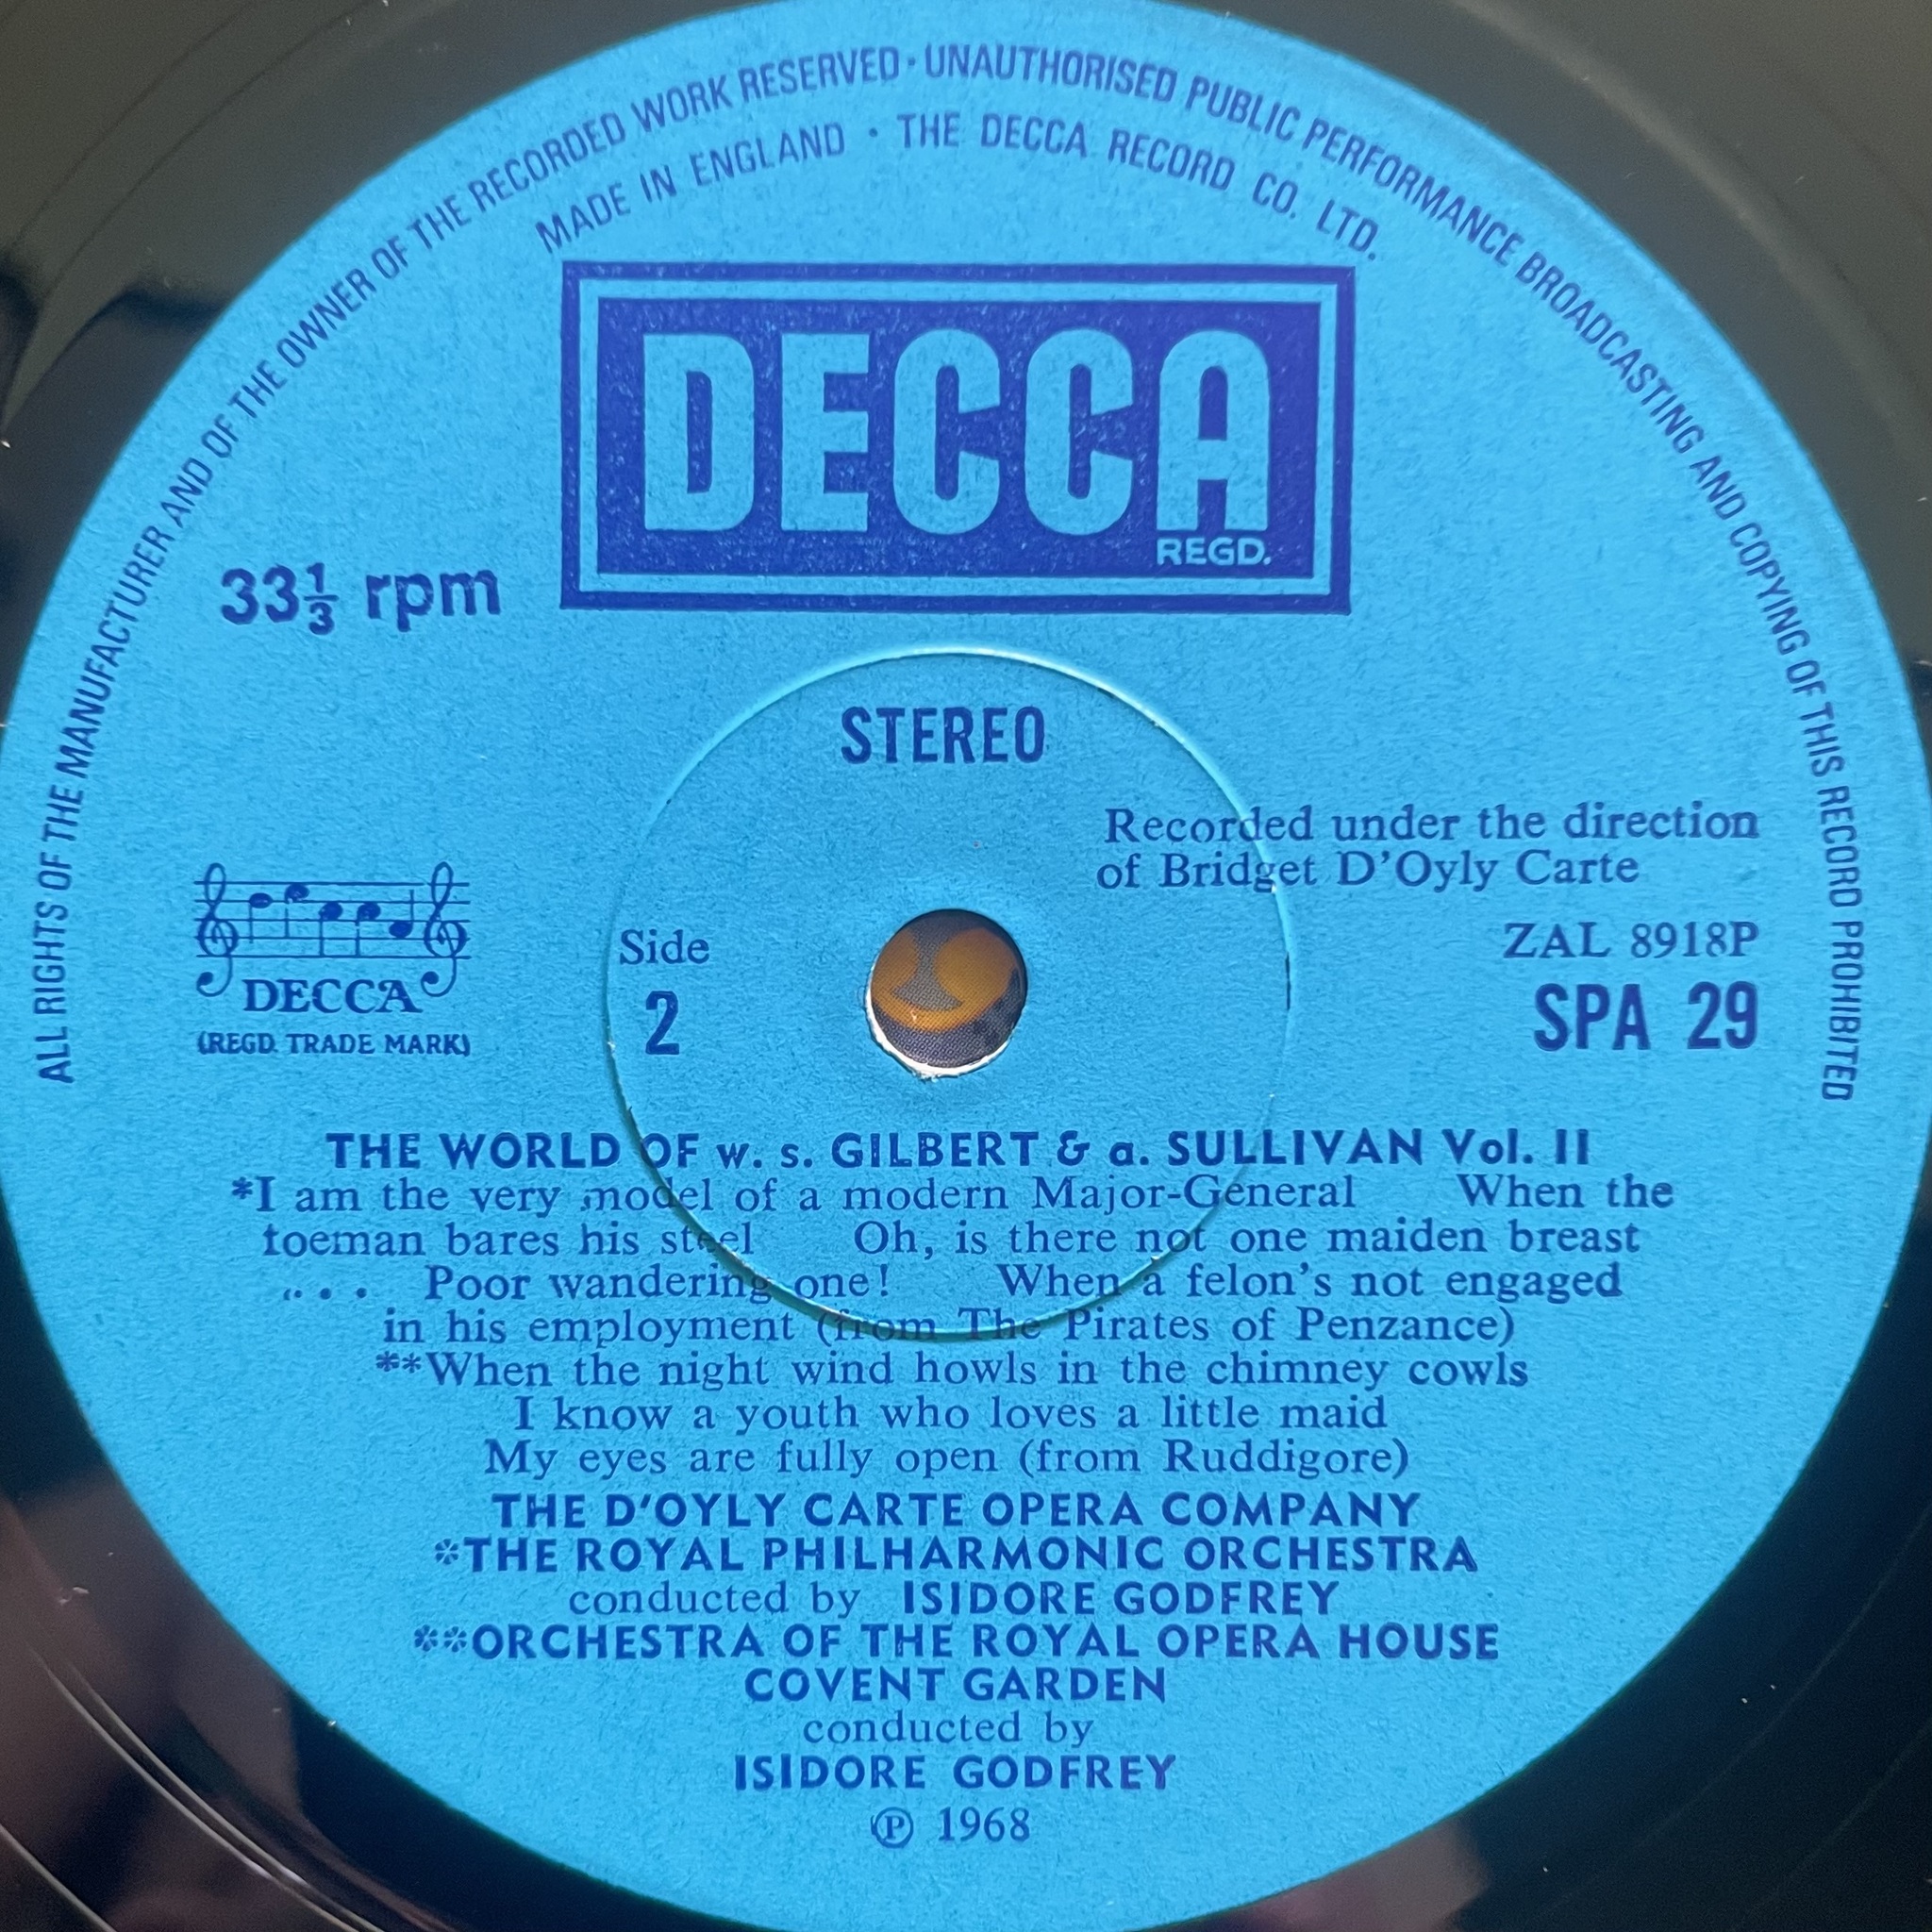 ALL RIGHTS OF THE MANUFACTURER AND OF THE OWNER OF THE RECORDED WORK RESERVED · UNAUTHORISED PUBLIC PERFORMANCE BROADCASTING AND COPYING OF THIS RECORD PROHIBITED
MADE IN ENGLAND · THE DECCA RECORD CO. LTD.
DECCA
REGD.
33⅓ rpm
STEREO
Recorded under the direction
of Bridget D'Oyly Carte
DECCA
(REGD. TRADE MARK)
Side
2
ZAL 8918P
SPA 29
THE WORLD OF w. s. GILBERT & a. SULLIVAN Vol. II
*I am the very model of a modern Major-General When the
toeman bares his steel Oh, is there not one maiden breast
.... Poor wandering one! When a felon's not engaged
in his employment (from The Pirates of Penzance)
**When the night wind howls in the chimney cowls
I know a youth who loves a little maid
My eyes are fully open (from Ruddigore)
THE D'OYLY CARTE OPERA COMPANY
*THE ROYAL PHILHARMONIC ORCHESTRA
conducted by ISIDORE GODFREY
**ORCHESTRA OF THE ROYAL OPERA HOUSE
COVENT GARDEN
conducted by
ISIDORE GODFREY
℗ 1968